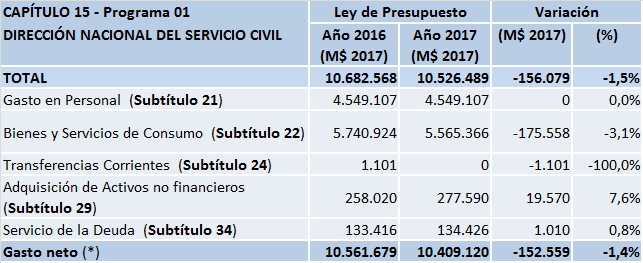 CAPÍTULO 15 - Programa 01 Ley de Presupuesto Variación
DIRECCIÓN NACIONAL DEL SERVICIO CIVIL Año 2016 Año 2017 (M$ 2017) (%)
(M$ 2017) (M$ 2017)
TOTAL 10.682.568 10.526.489 -156.079 -1,5%
Gasto en Personal (Subtítulo 21) 4.549.107 4.549.107 0 0,0%
Bienes y Servicios de Consumo (Subtítulo 22) 5.740.924 5.565.366 -175.558 -3,1%
Transferencias Corrientes (Subtítulo 24) 1.101 0 -1.101 -100,0%
Adquisición de Activos no financieros
(Subtítulo 29) 258.020 277.590 19.570 7,6%
Servicio de la Deuda (Subtítulo 34) 133.416 134.426 1.010 0,8%
Gasto neto (*) 10.561.679 10.409.120 -152.559 -1,4%